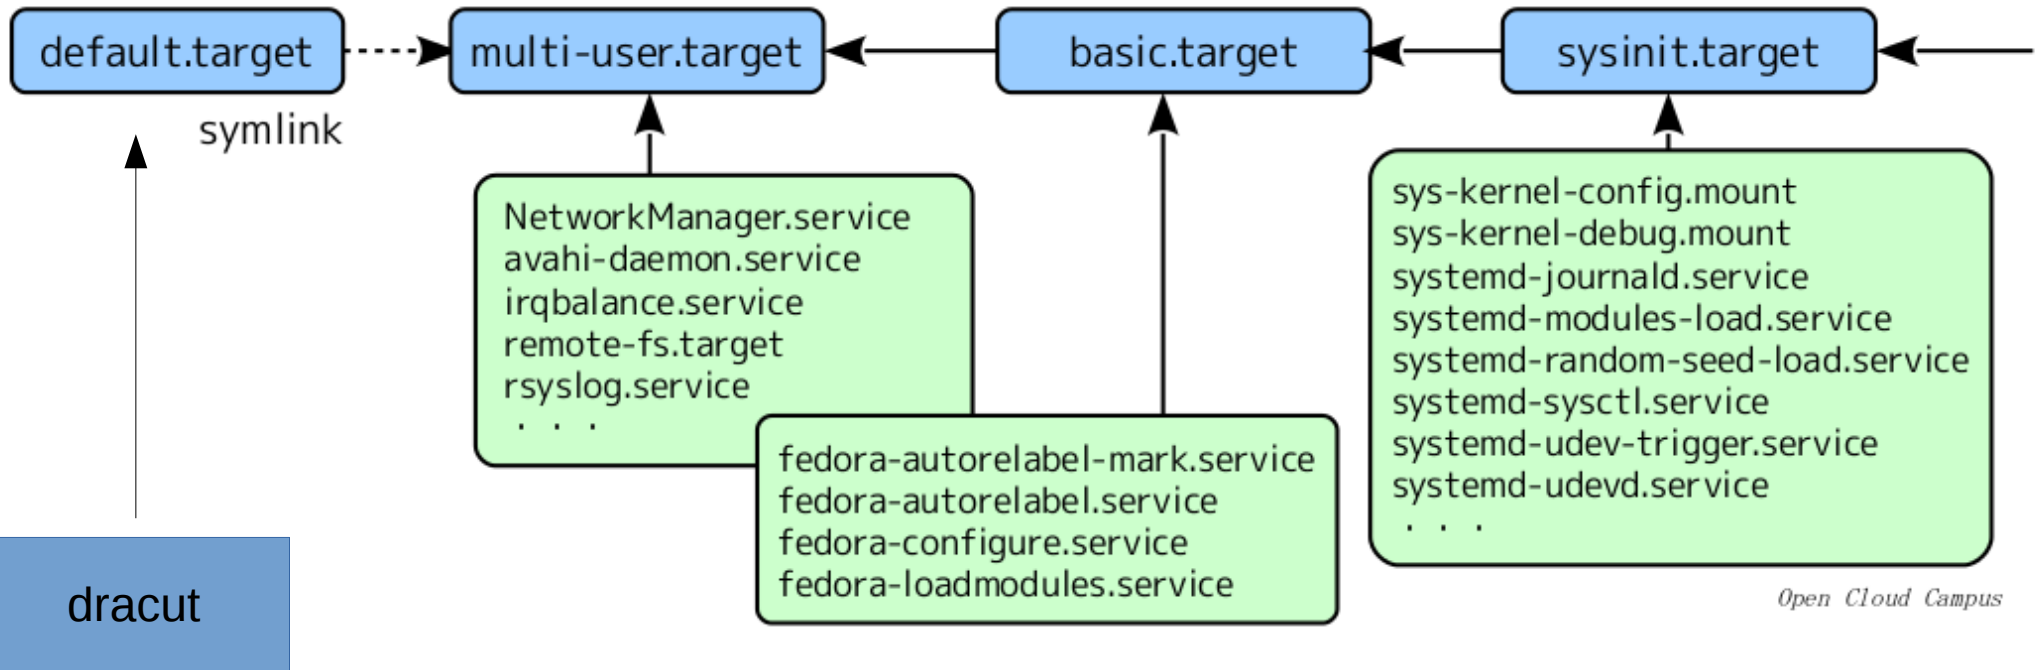 default.target
multi-user.target
basic.target
sysinit.target
symlink
NetworkManager.service
avahi-daemon.service
irqbalance.service
remote-fs.target
rsyslog.service
. . .
fedora-autorelabel-mark.service
fedora-autorelabel.service
fedora-configure.service
fedora-loadmodules.service
sys-kernel-config.mount
sys-kernel-debug.mount
systemd-journald.service
systemd-modules-load.service
systemd-random-seed-load.service
systemd-sysctl.service
systemd-udev-trigger.service
systemd-udevd.service
. . .
dracut
Open Cloud Campus